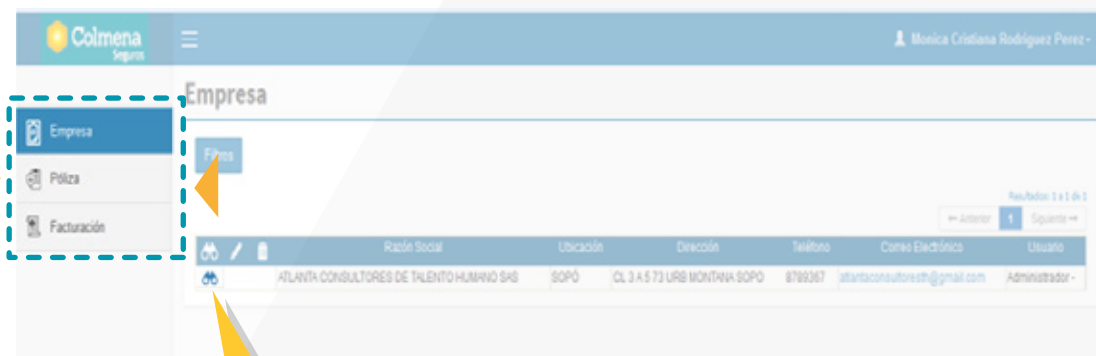 Colmena
Seguros
Monica Cristiana Rodriguez Perez
Empresa
Empresa
Póliza
Facturación
Filtros
Resultados: 1 a 1 de 1
← Anterior 1 Siguiente →
Razón Social Ubicación Dirección Teléfono Correo Electrónico Usuario
ATLANTA CONSULTORES DE TALENTO HUMANO SAS SOPÓ CL 3 A 5 73 URB MONTANA SOPO 8789367 atlantaconsultoresth@gmail.com Administrador -